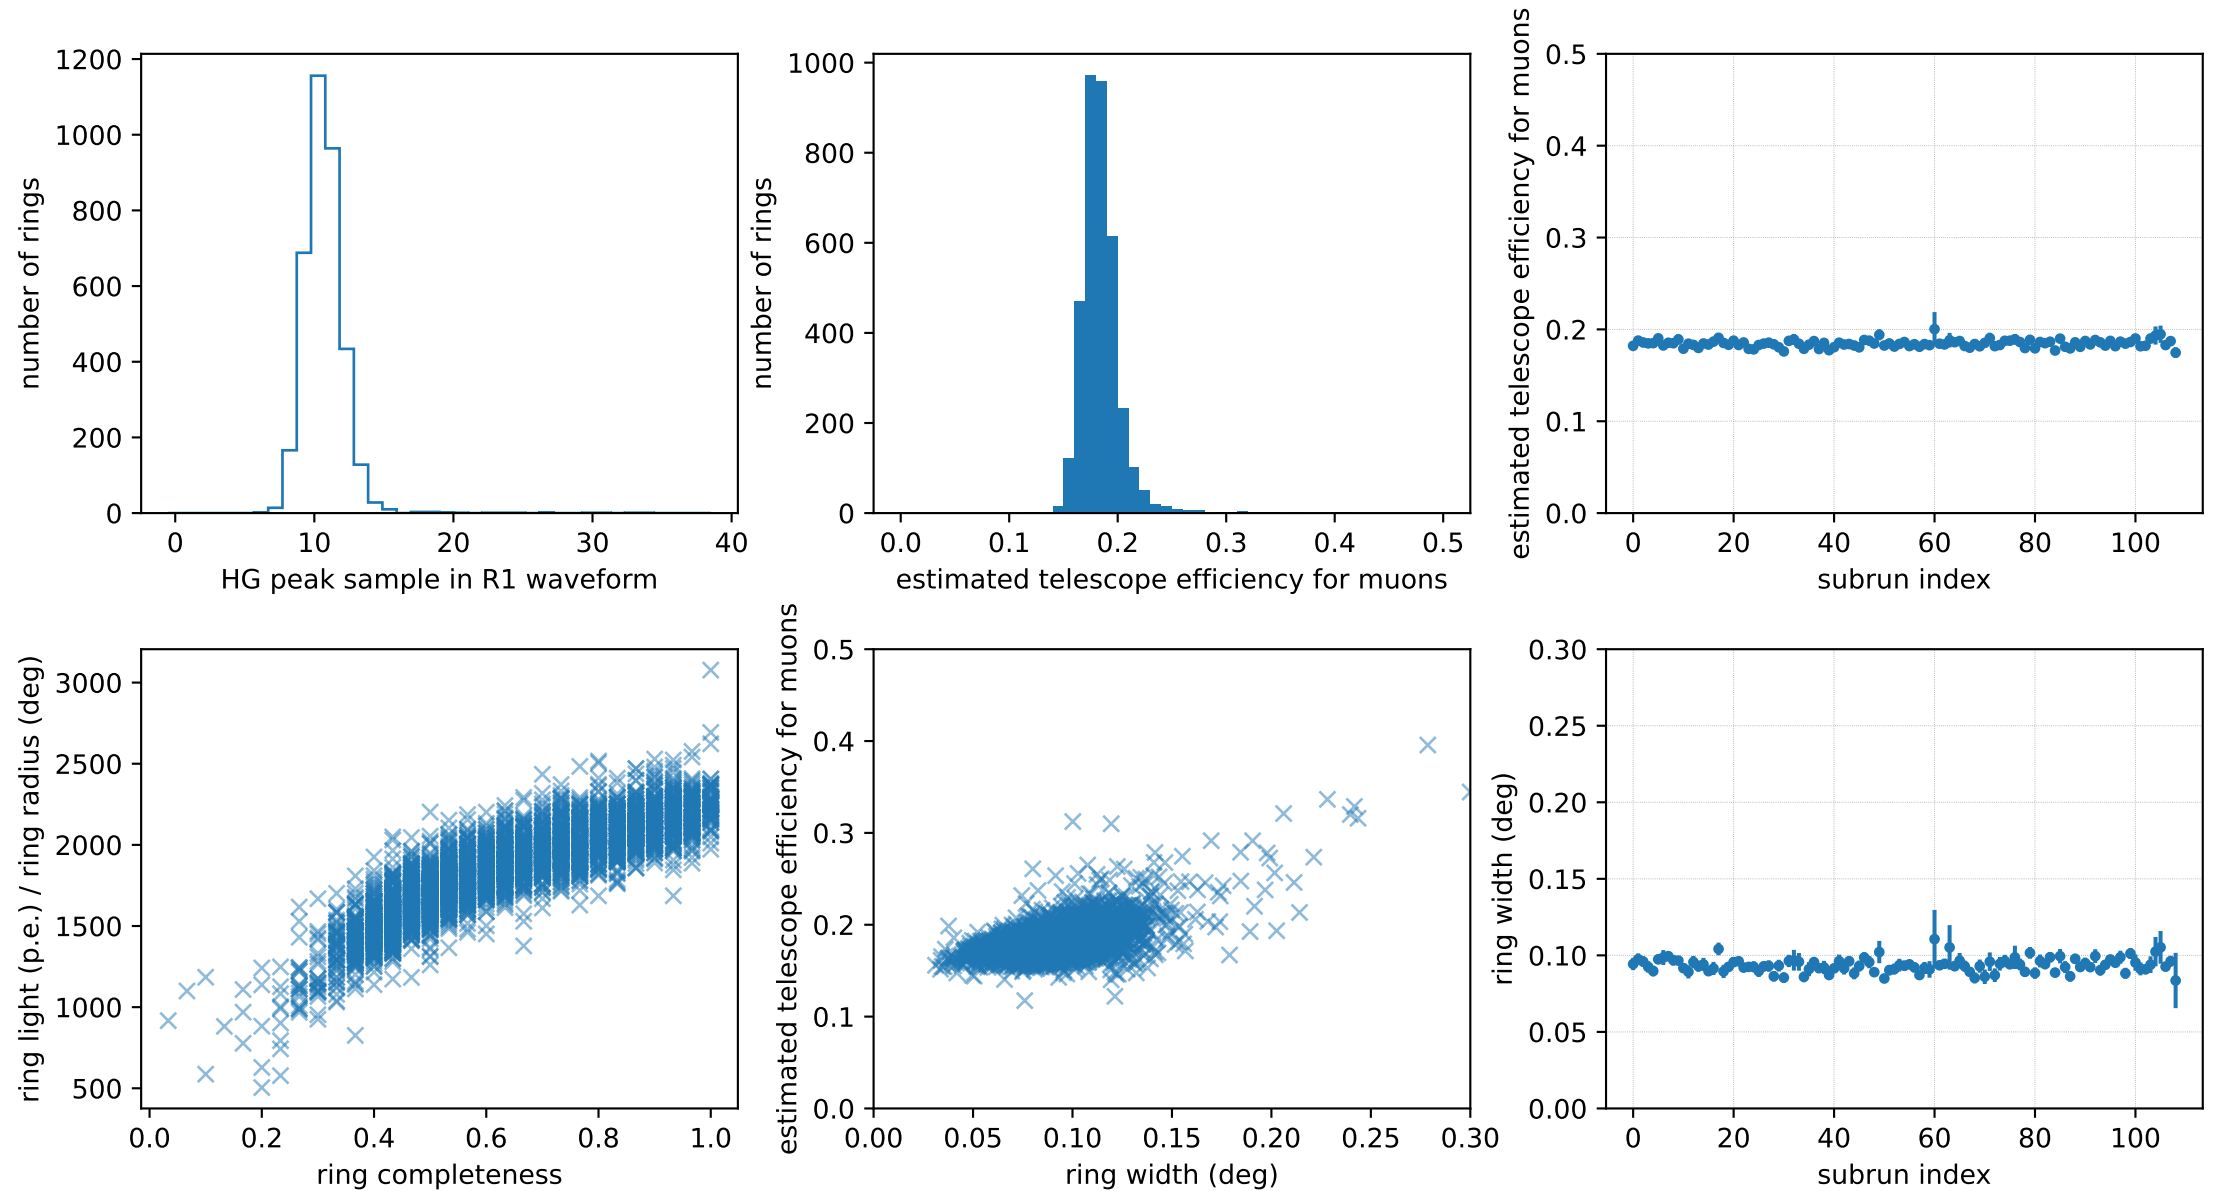 1200
1000
800
600
400
200
0
number of rings
0 10 20 30 40
HG peak sample in R1 waveform
1000
800
600
400
200
0
number of rings
0.0 0.1 0.2 0.3 0.4 0.5
estimated telescope efficiency for muons
0.5
0.4
0.3
0.2
0.1
0.0
estimated telescope efficiency for muons
0 20 40 60 80 100
subrun index
3000
2500
2000
1500
1000
500
ring light (p.e.) / ring radius (deg)
0.0 0.2 0.4 0.6 0.8 1.0
ring completeness
0.5
0.4
0.3
0.2
0.1
0.0
estimated telescope efficiency for muons
0.00 0.05 0.10 0.15 0.20 0.25 0.30
ring width (deg)
0.30
0.25
0.20
0.15
0.10
0.05
0.00
ring width (deg)
0 20 40 60 80 100
subrun index